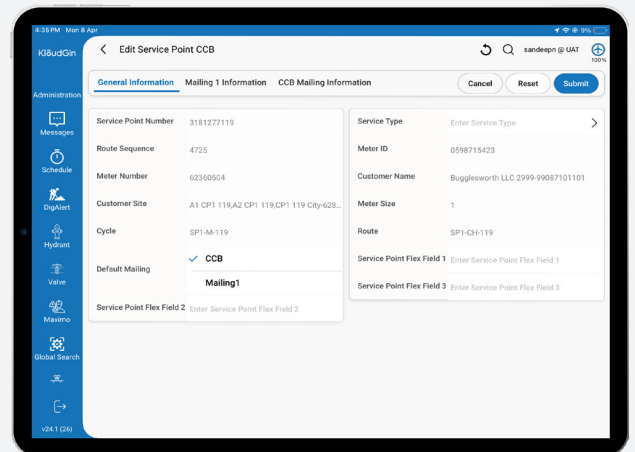 4:35 PM Mon 8 Apr
9%
KloudGin
Edit Service Point CCB
sandeepn @ UAT
100%
General Information Mailing 1 Information CCB Mailing Information
Cancel Reset Submit
Administration
Messages
Schedule
DigAlert
Hydrant
Valve
Maximo
Global Search
v24.1 (26)
Service Point Number 3181277119
Route Sequence 4725
Meter Number 62360504
Customer Site A1 CP1 119,A2 CP1 119,CP1 119 City-628...
Cycle SP1-M-119
Default Mailing
CCB
Mailing1
Service Point Flex Field 2 Enter Service Point Flex Field 2
Service Type Enter Service Type
Meter ID 0598715423
Customer Name Bugglesworth LLC 2999-99087101101
Meter Size 1
Route SP1-CH-119
Service Point Flex Field 1 Enter Service Point Flex Field 1
Service Point Flex Field 3 Enter Service Point Flex Field 3